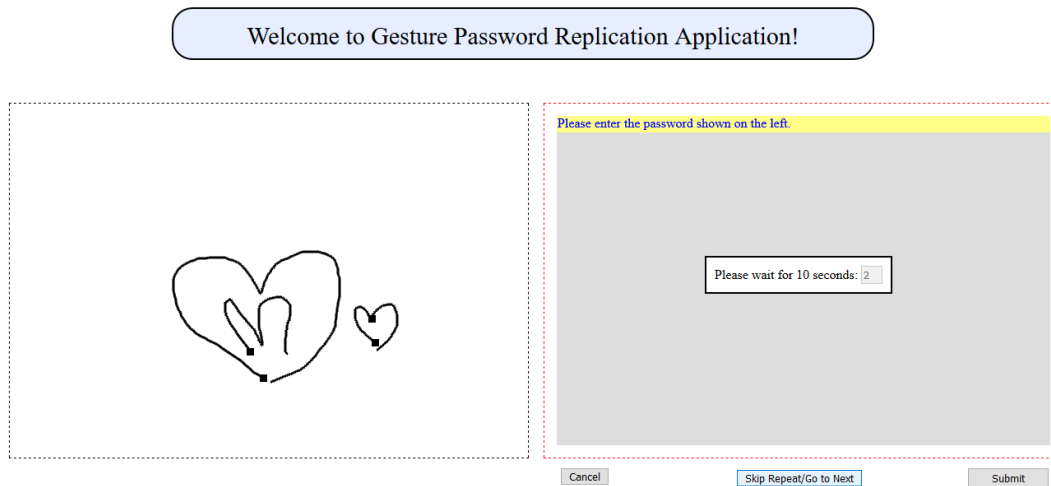 Welcome to Gesture Password Replication Application!
Please enter the password shown on the left.
Please wait for 10 seconds: 2
Cancel
Skip Repeat/Go to Next
Submit